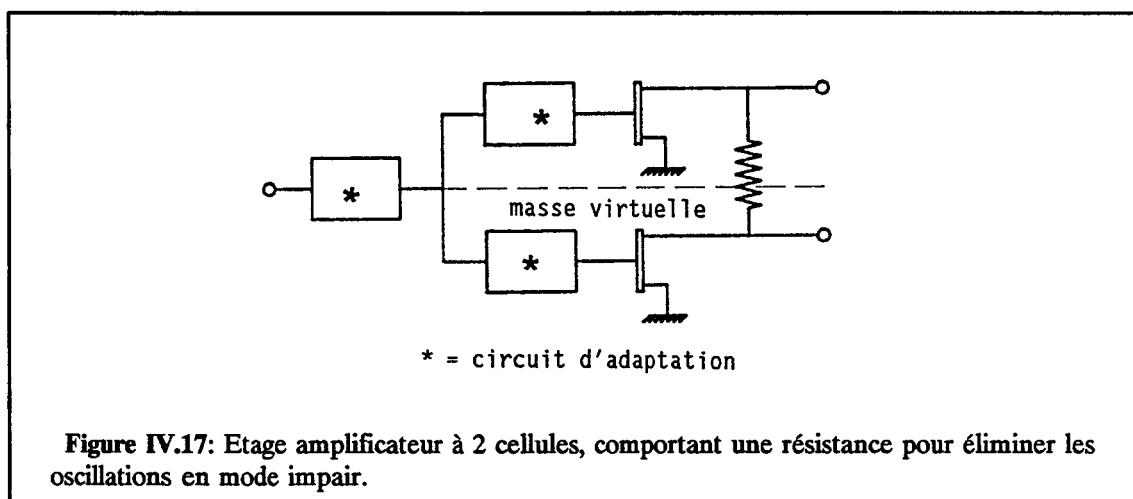 *
*
masse virtuelle
*
* = circuit d'adaptation
Figure IV.17: Etage amplificateur à 2 cellules, comportant une résistance pour éliminer les
oscillations en mode impair.